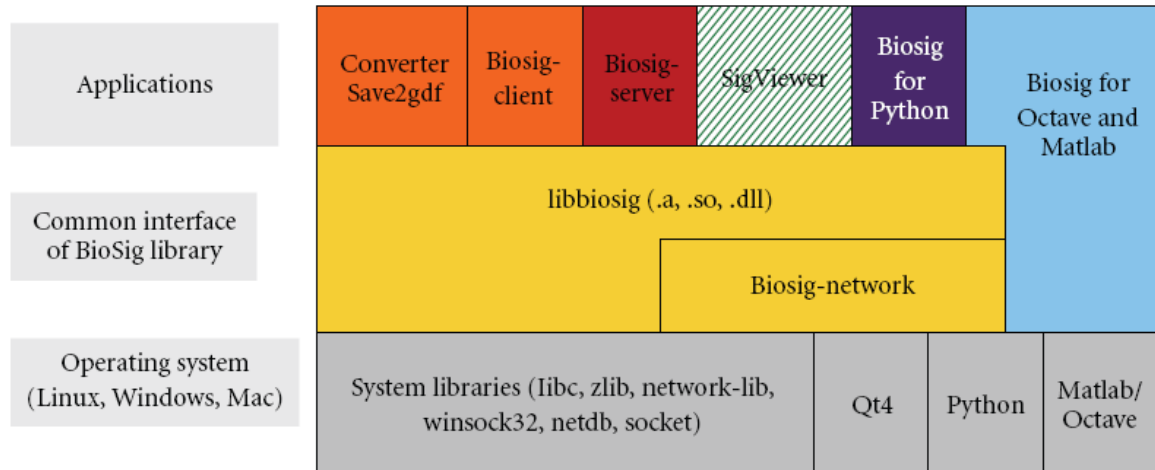 Applications
Converter
Save2gdf
Biosig-
client
Biosig-
server
SigViewer
Biosig
for
Python
Biosig for
Octave and
Matlab
Common interface
of BioSig library
libbiosig (.a, .so, .dll)
Biosig-network
Operating system
(Linux, Windows, Mac)
System libraries (Iibc, zlib, network-lib,
winsock32, netdb, socket)
Qt4
Python
Matlab/
Octave